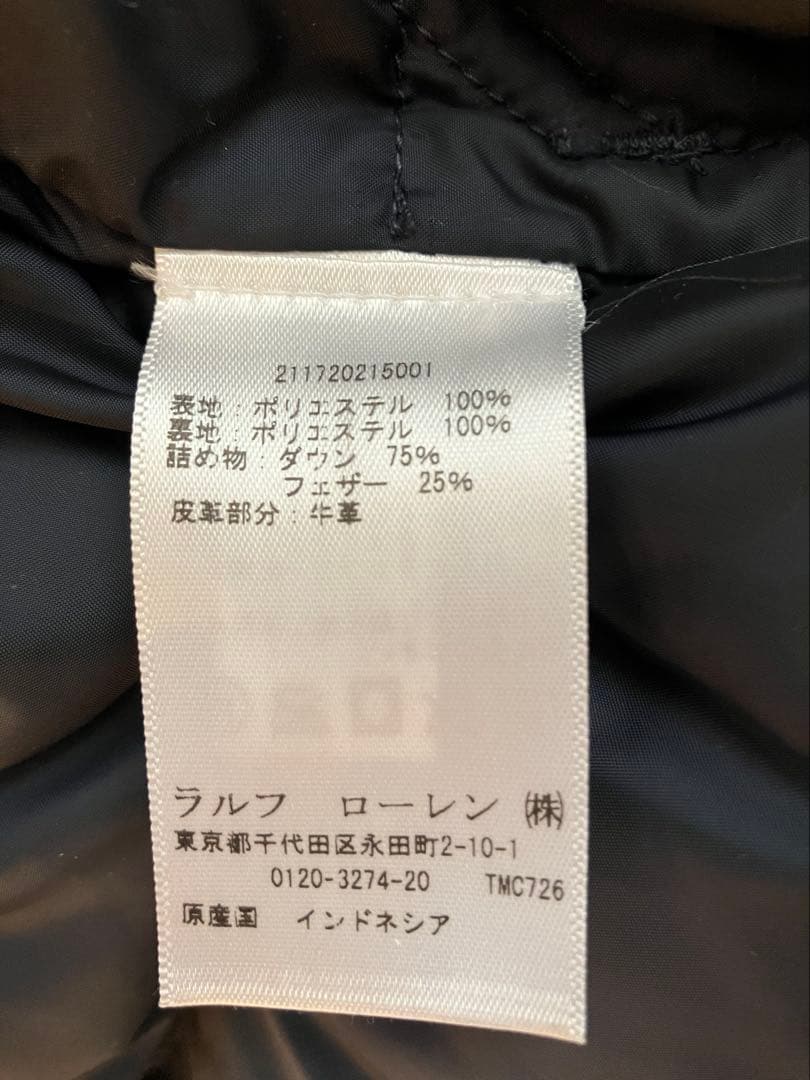 211720215001
表地:ポリエステル 100%
裏地:ポリエステル 100%
詰め物:ダウン 75%
フェザー 25%
皮革部分:牛革
ラルフ ローレン ㈱
東京都千代田区永田町2-10-1
0120-3274-20 TMC726
原産国 インドネシア